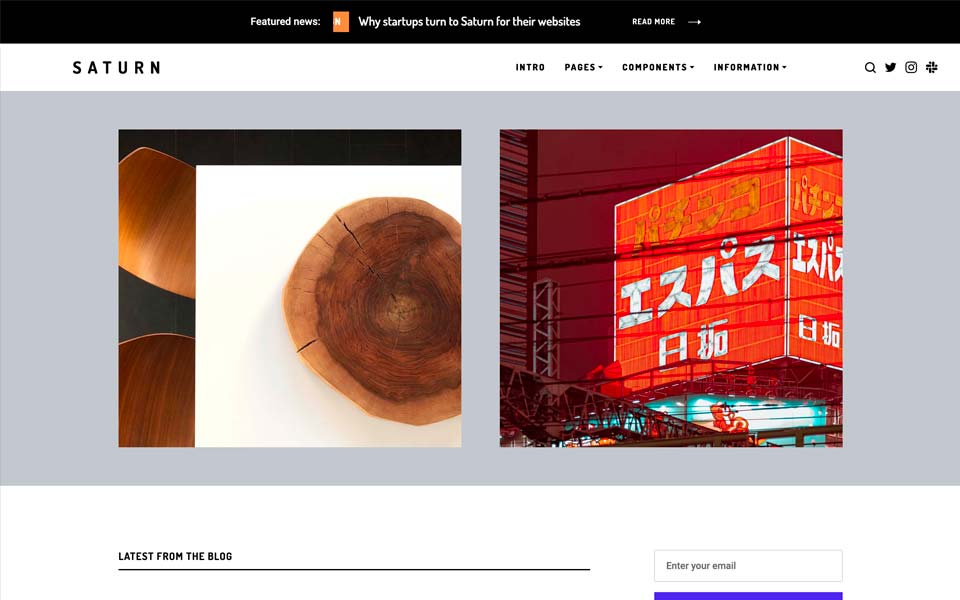 Featured news: N Why startups turn to Saturn for their websites READ MORE
SATURN INTRO PAGES COMPONENTS INFORMATION
パチンコ パチンコ
エスパス エスパス
日拓 日拓
LATEST FROM THE BLOG
Enter your email